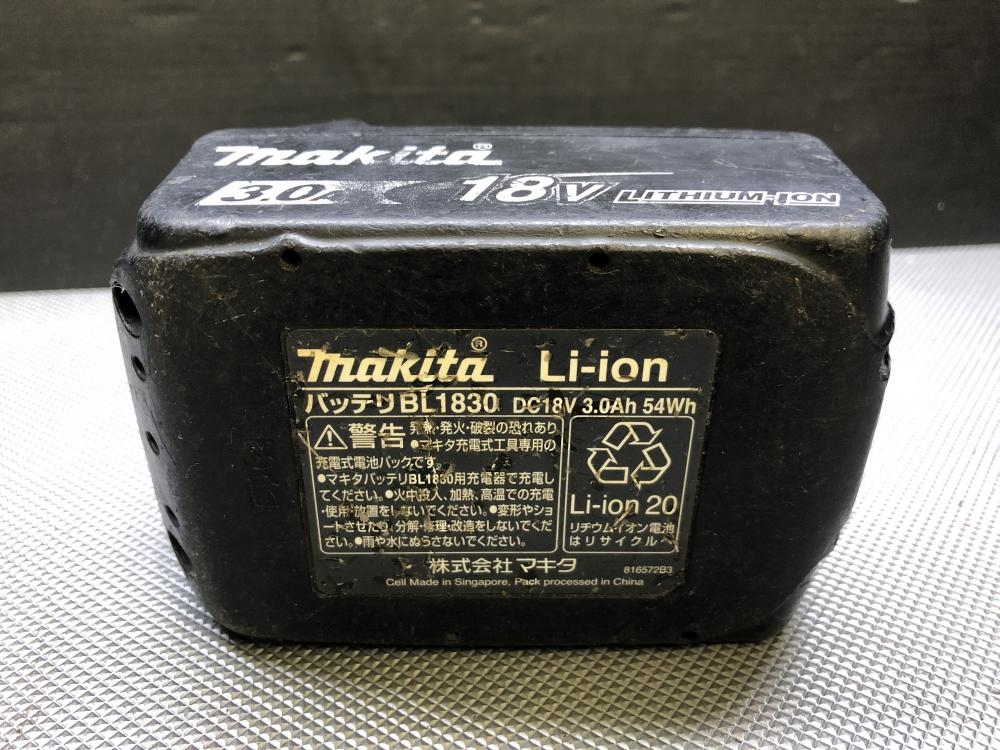 makita®
3.0A
18V LITHIUM-ION
makita® Li-ion
バッテリBL1830 DC18V 3.0Ah 54Wh
警告 発熱・発火・破裂の恐れあり
●マキタ充電式工具専用の
充電式電池パックです。
●マキタバッテリBL1830用充電器で充電し
てください。●火中投入、加熱、高温での充電
・使用・放置をしないでください。●変形やショ
ートさせたり、分解・修理・改造をしないでくだ
さい。●雨や水にぬらさないでください。
Li-ion 20
リチウムイオン電池
はリサイクルへ
株式会社マキタ
816572B3
Cell Made in Singapore, Pack processed in China